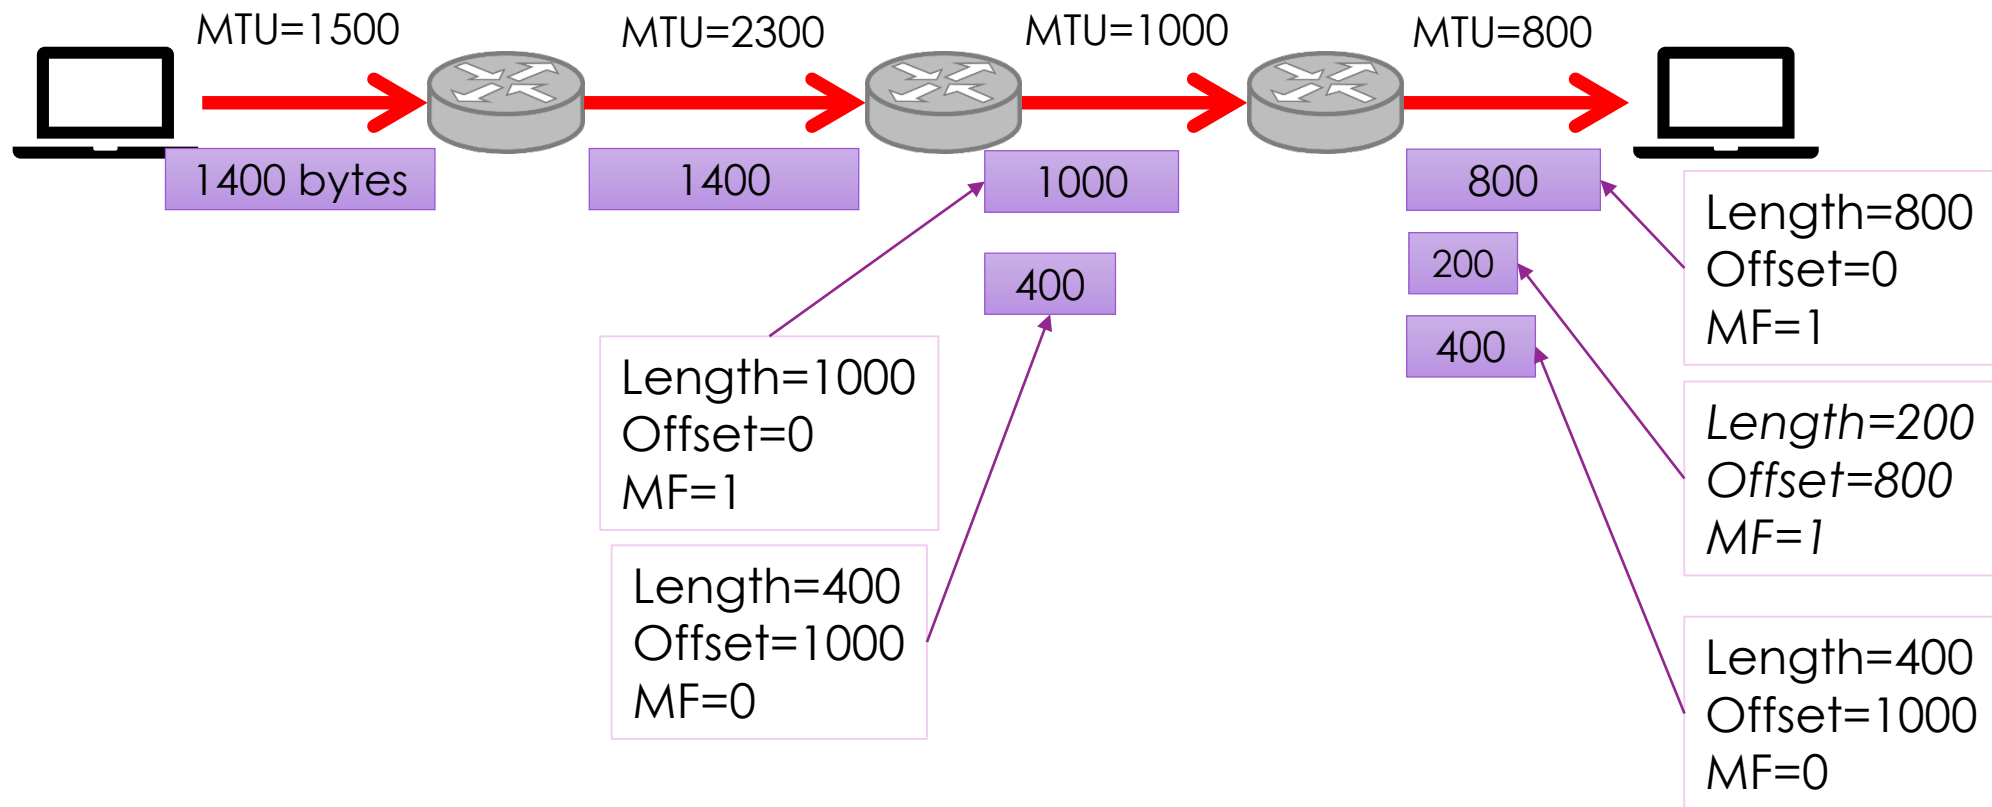 MTU=1500
MTU=2300
MTU=1000
MTU=800
1400 bytes
1400
1000
800
400
200
400
Length=1000
Offset=0
MF=1
Length=400
Offset=1000
MF=0
Length=800
Offset=0
MF=1
Length=200
Offset=800
MF=1
Length=400
Offset=1000
MF=0